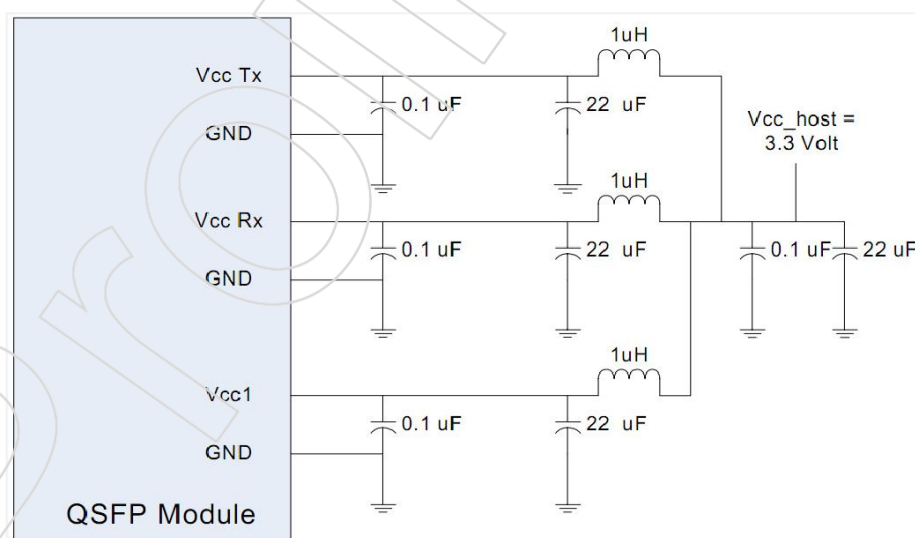 1uH
Vcc Tx
0.1 uF
22 uF
GND
Vcc_host =
3.3 Volt
1uH
Vcc Rx
0.1 uF
22 uF
0.1 uF
22 uF
GND
1uH
Vcc1
0.1 uF
22 uF
GND
QSFP Module